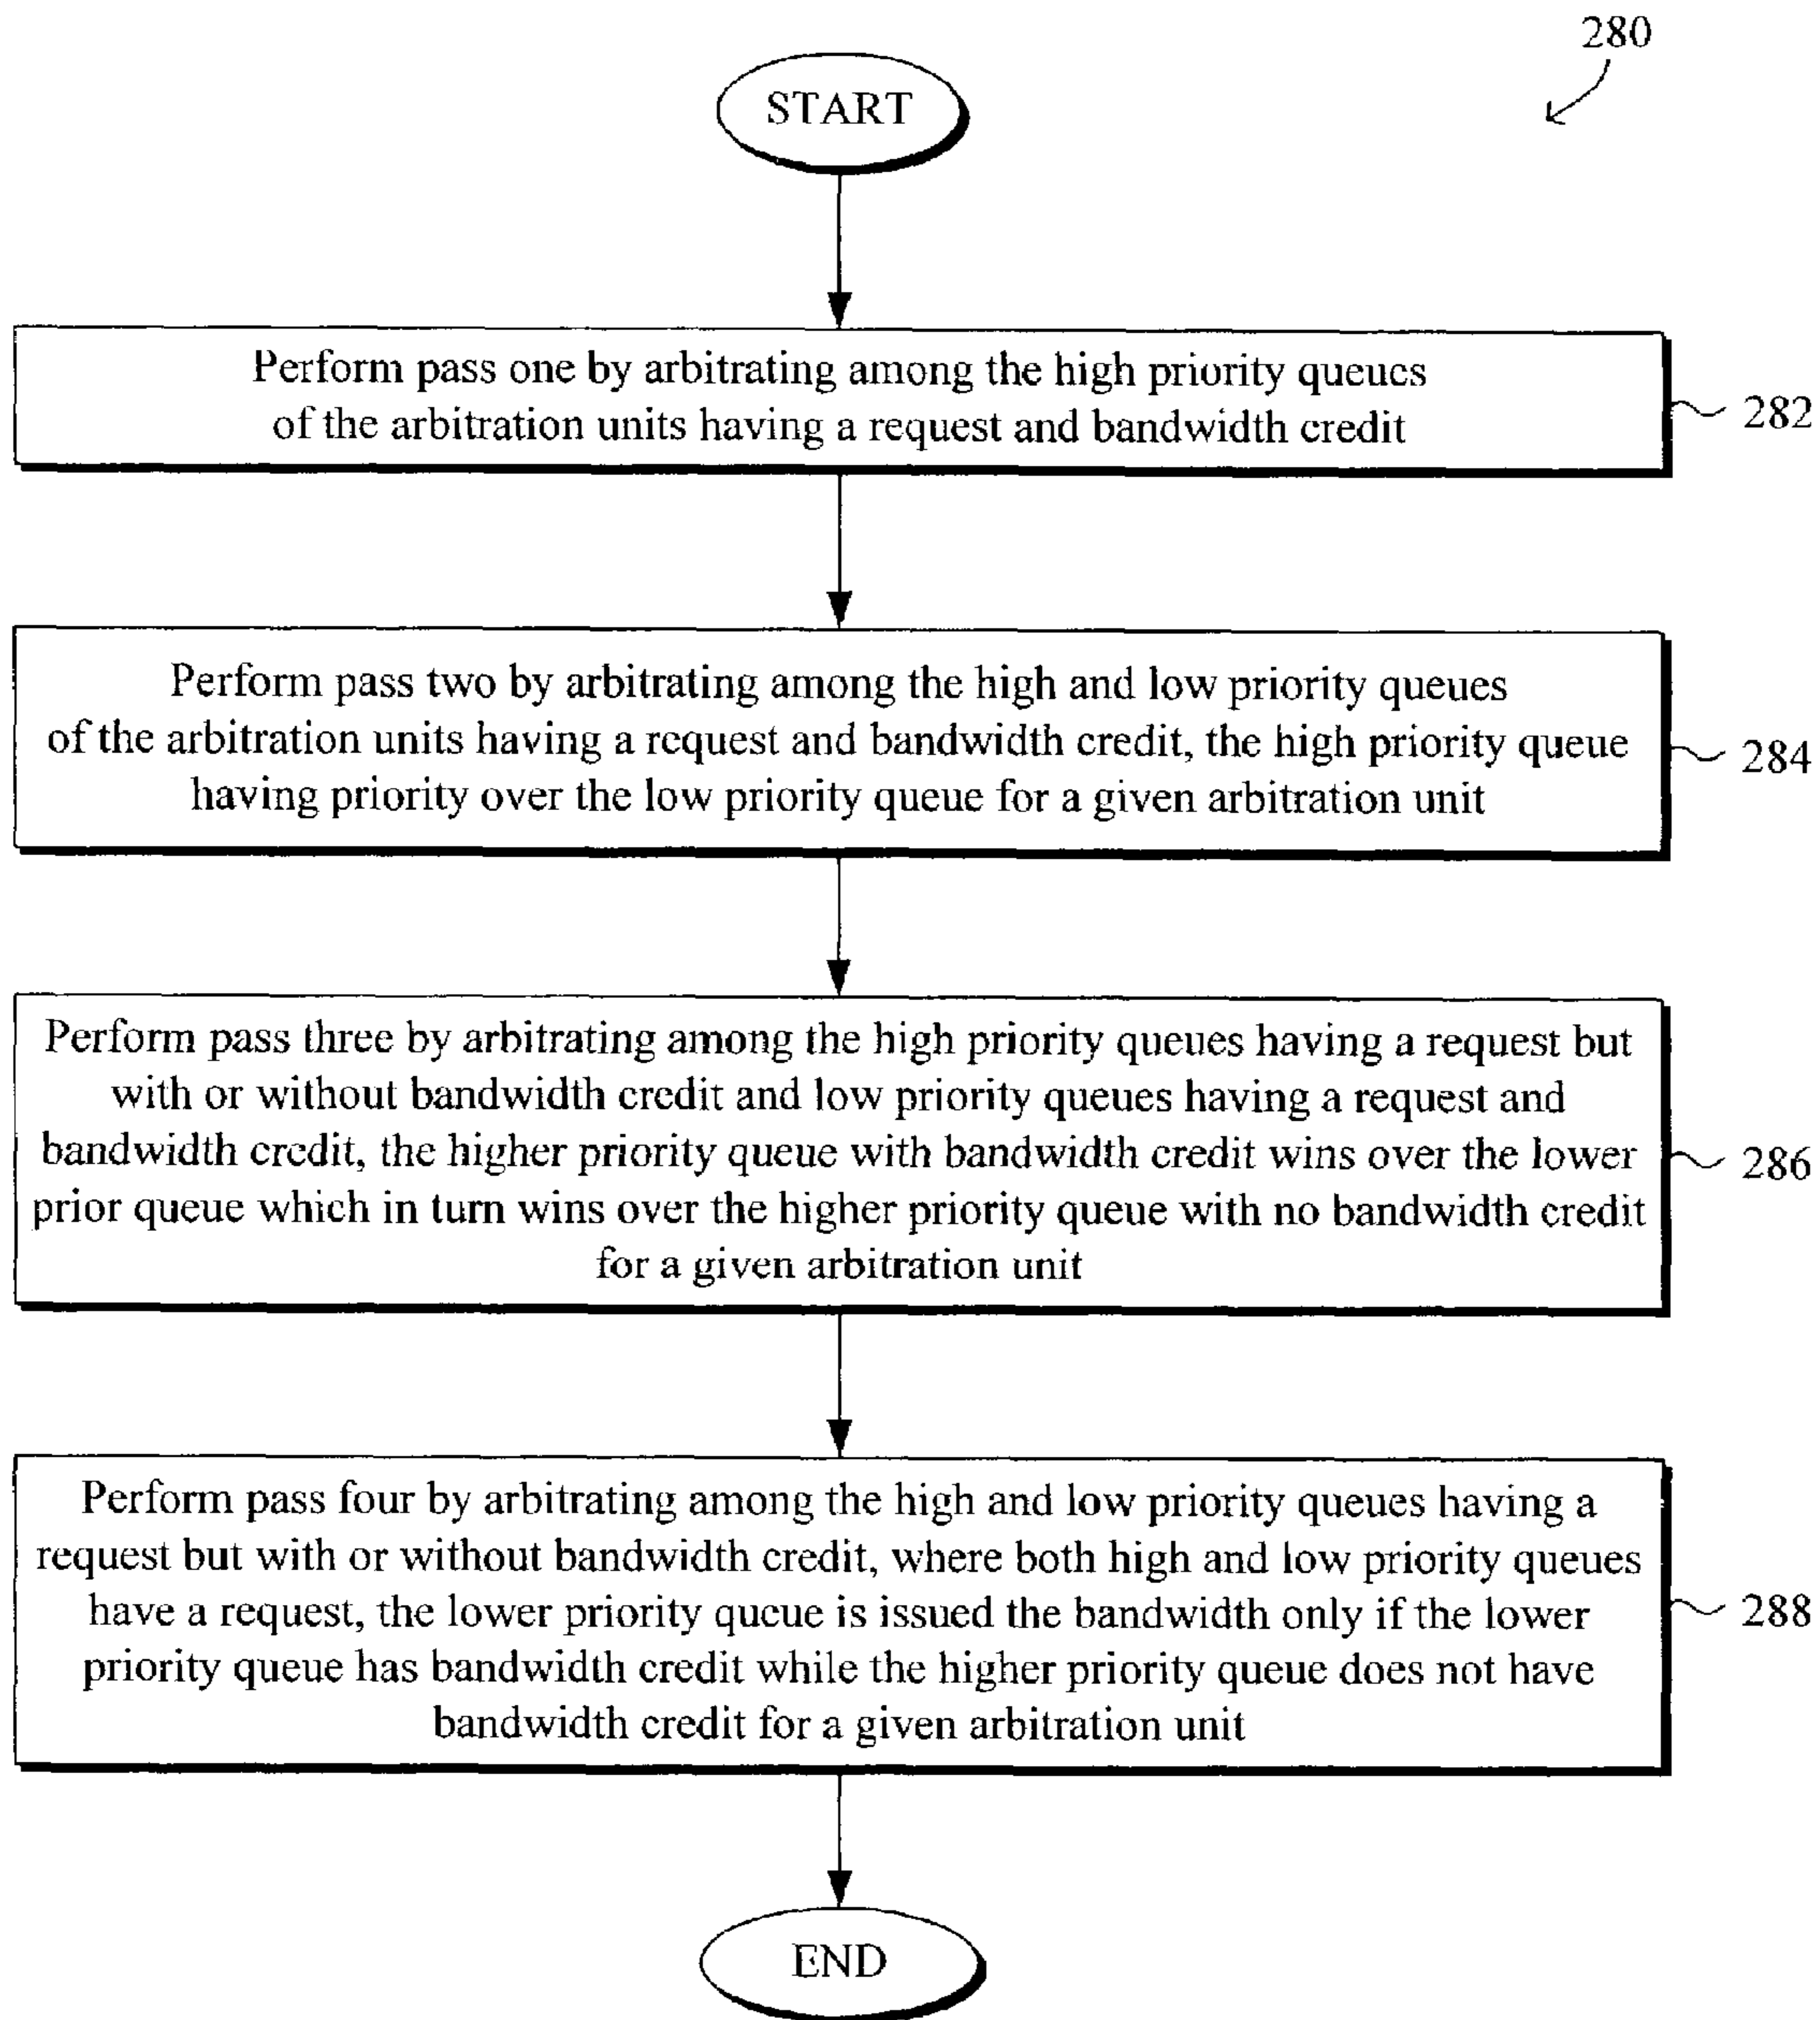 280
START
Perform pass one by arbitrating among the high priority queues
of the arbitration units having a request and bandwidth credit
282
Perform pass two by arbitrating among the high and low priority queues
of the arbitration units having a request and bandwidth credit, the high priority queue
having priority over the low priority queue for a given arbitration unit
284
Perform pass three by arbitrating among the high priority queues having a request but
with or without bandwidth credit and low priority queues having a request and
bandwidth credit, the higher priority queue with bandwidth credit wins over the lower
prior queue which in turn wins over the higher priority queue with no bandwidth credit
for a given arbitration unit
286
Perform pass four by arbitrating among the high and low priority queues having a
request but with or without bandwidth credit, where both high and low priority queues
have a request, the lower priority queue is issued the bandwidth only if the lower
priority queue has bandwidth credit while the higher priority queue does not have
bandwidth credit for a given arbitration unit
288
END